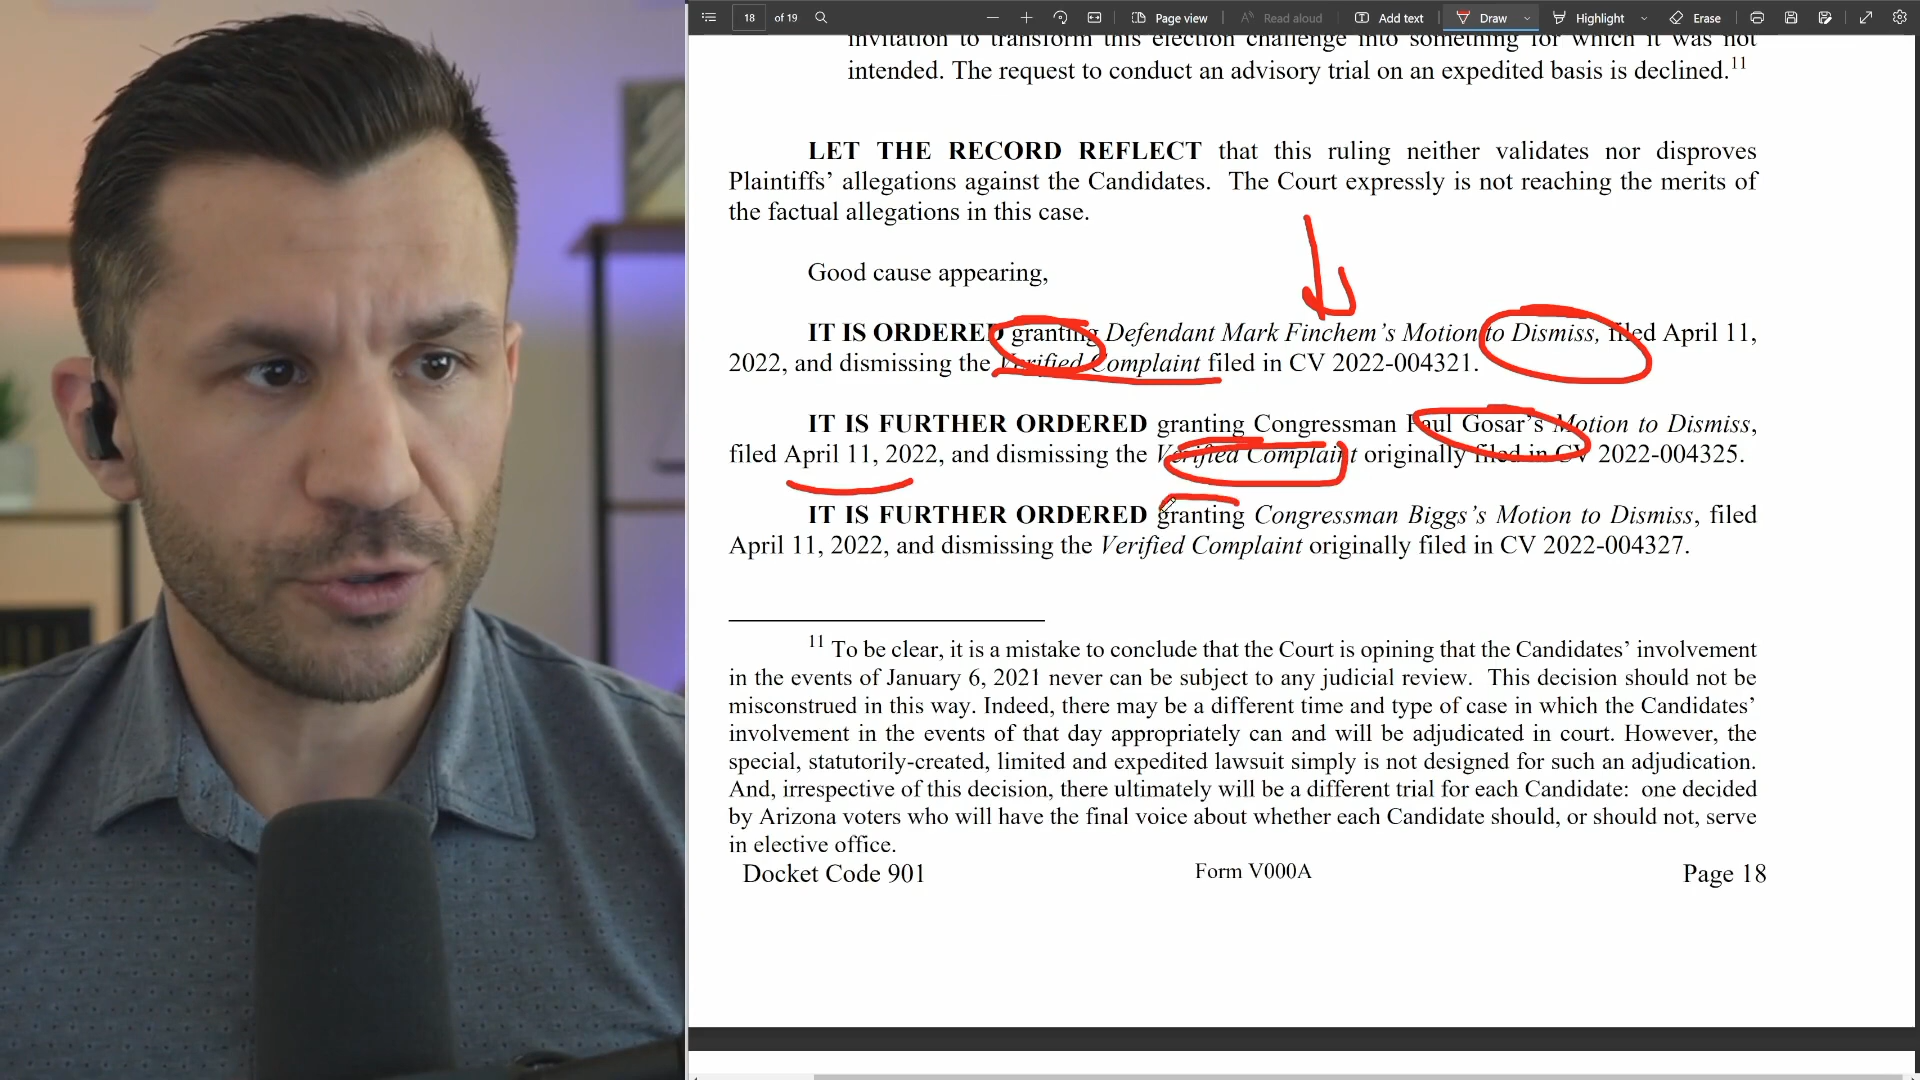 18 of 19 Page view Read aloud Add text Draw Highlight Erase
invitation to transform this election challenge into something for which it was not
intended. The request to conduct an advisory trial on an expedited basis is declined.11
LET THE RECORD REFLECT that this ruling neither validates nor disproves
Plaintiffs’ allegations against the Candidates. The Court expressly is not reaching the merits of
the factual allegations in this case.
Good cause appearing,
IT IS ORDERED granting Defendant Mark Finchem’s Motion to Dismiss, filed April 11,
2022, and dismissing the Verified Complaint filed in CV 2022-004321.
IT IS FURTHER ORDERED granting Congressman Paul Gosar’s Motion to Dismiss,
filed April 11, 2022, and dismissing the Verified Complaint originally filed in CV 2022-004325.
IT IS FURTHER ORDERED granting Congressman Biggs’s Motion to Dismiss, filed
April 11, 2022, and dismissing the Verified Complaint originally filed in CV 2022-004327.
11 To be clear, it is a mistake to conclude that the Court is opining that the Candidates’ involvement
in the events of January 6, 2021 never can be subject to any judicial review. This decision should not be
misconstrued in this way. Indeed, there may be a different time and type of case in which the Candidates’
involvement in the events of that day appropriately can and will be adjudicated in court. However, the
special, statutorily-created, limited and expedited lawsuit simply is not designed for such an adjudication.
And, irrespective of this decision, there ultimately will be a different trial for each Candidate: one decided
by Arizona voters who will have the final voice about whether each Candidate should, or should not, serve
in elective office.
Docket Code 901 Form V000A Page 18